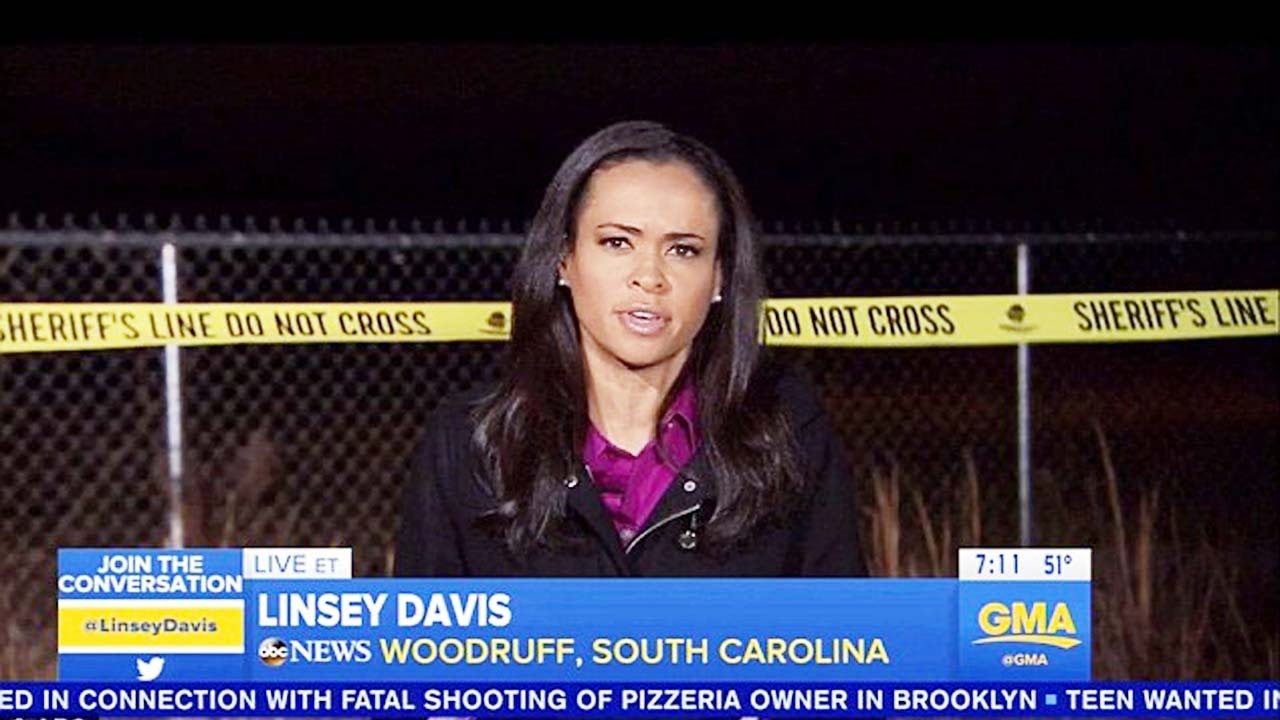 SHERIFF'S LINE DO NOT CROSS
DO NOT CROSS
SHERIFF'S LINE
JOIN THE
CONVERSATION
@LinseyDavis
LIVE ET
LINSEY DAVIS
abc NEWS WOODRUFF, SOUTH CAROLINA
7:11 51°
GMA
@GMA
ED IN CONNECTION WITH FATAL SHOOTING OF PIZZERIA OWNER IN BROOKLYN ▪ TEEN WANTED IN